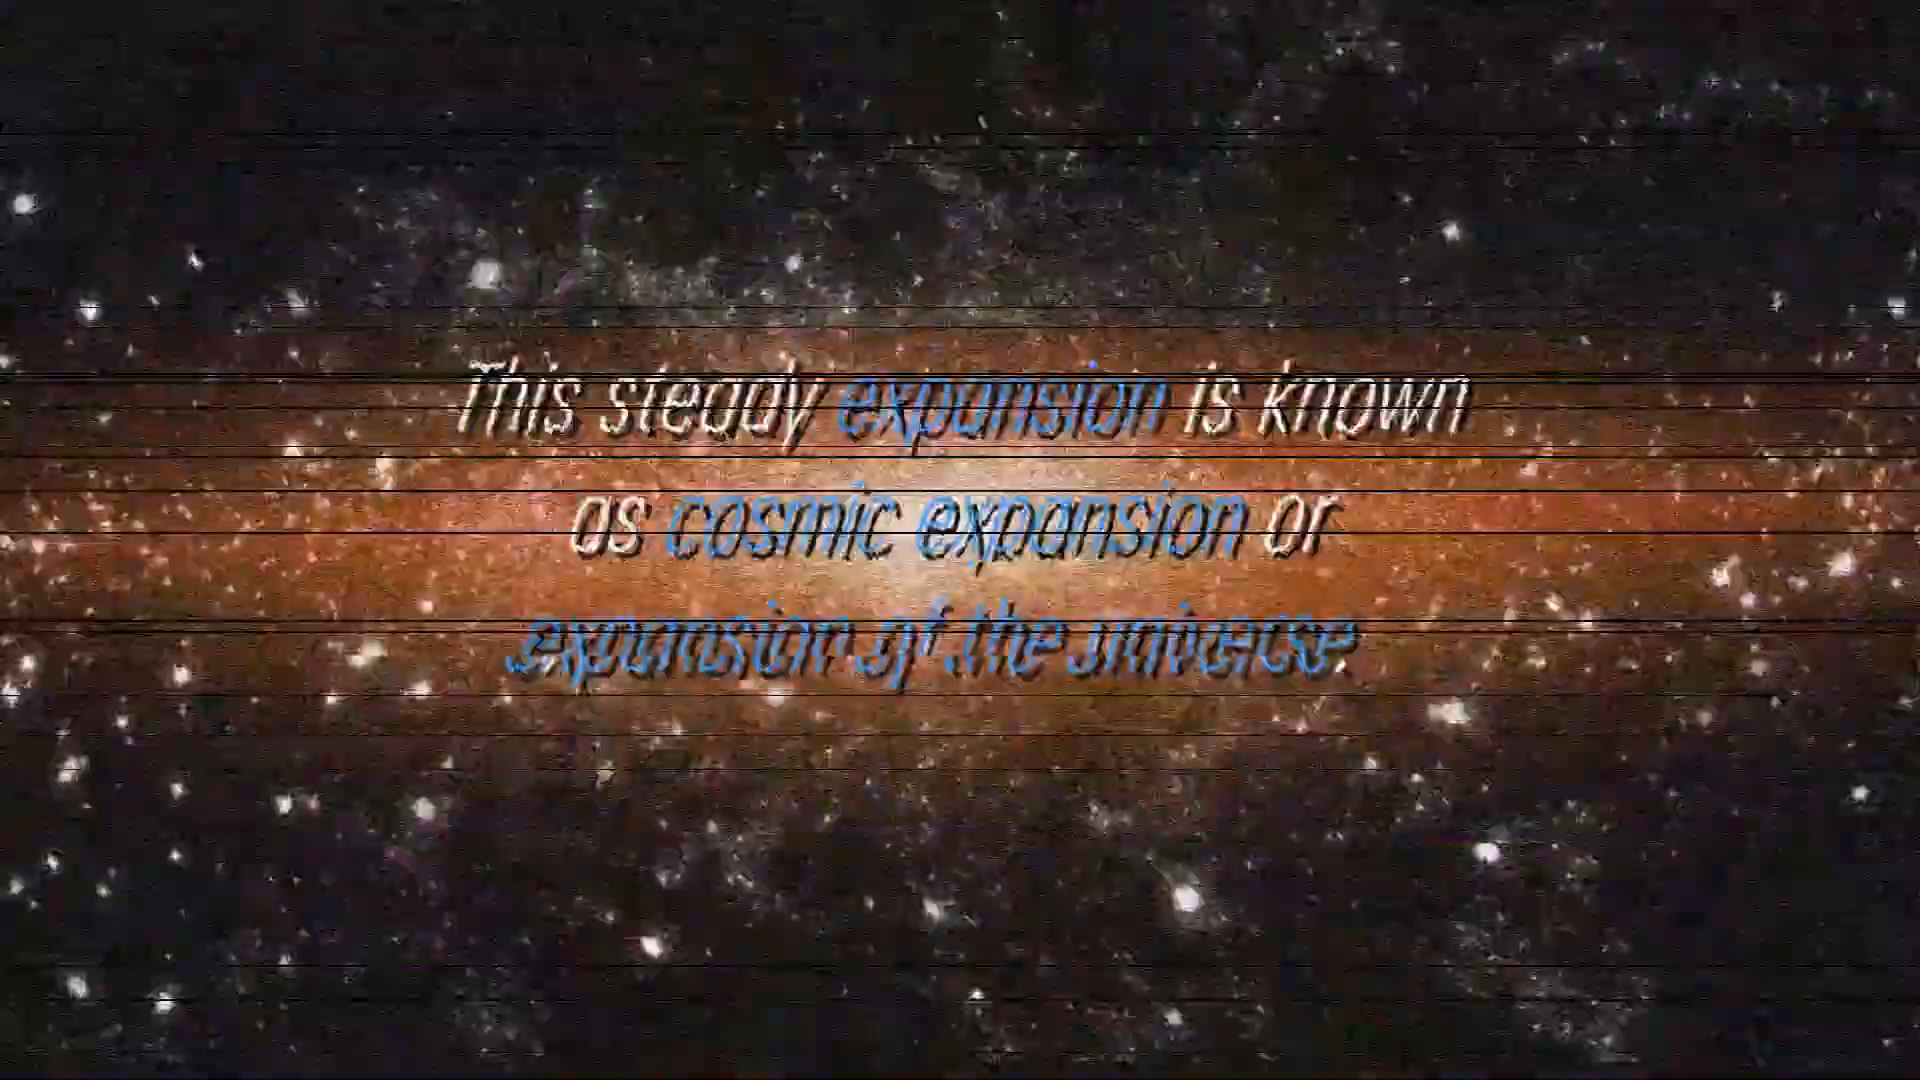 This steady expansion is known
as cosmic expansion or
expansion of the universe.